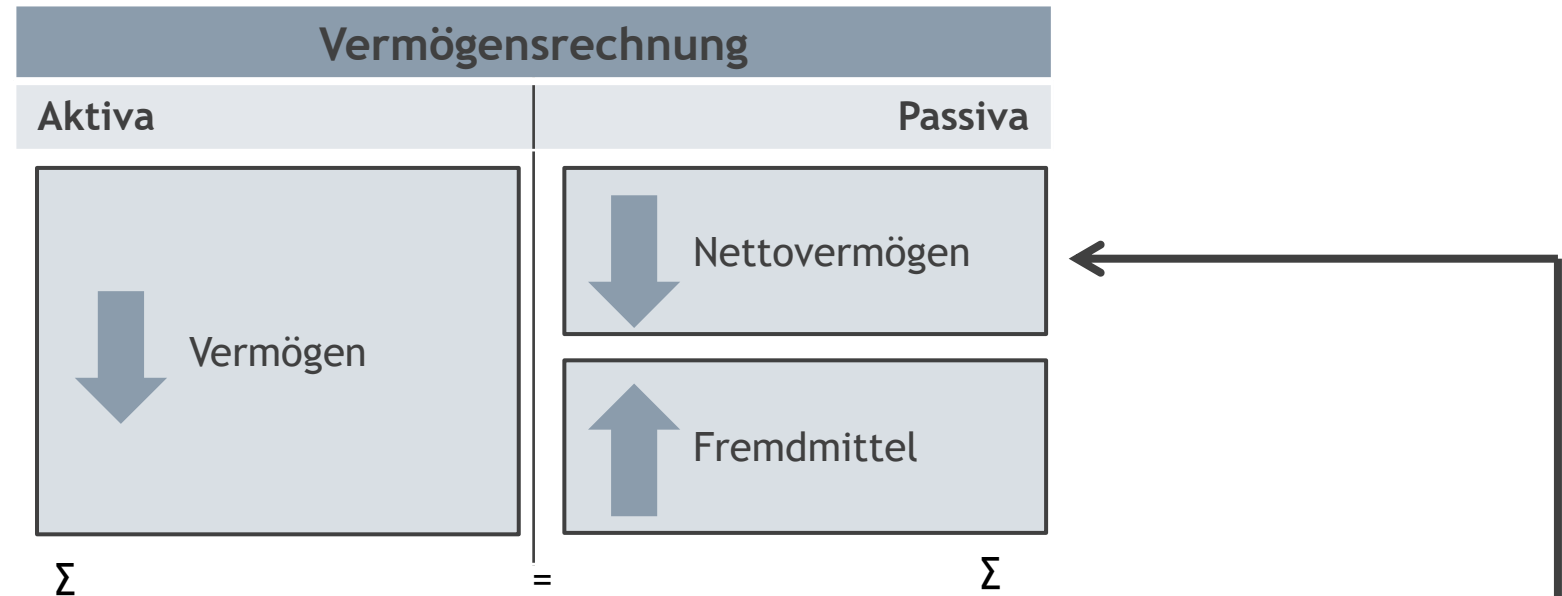 Vermögensrechnung
Aktiva
Passiva
Vermögen
Nettovermögen
Fremdmittel
Σ = Σ